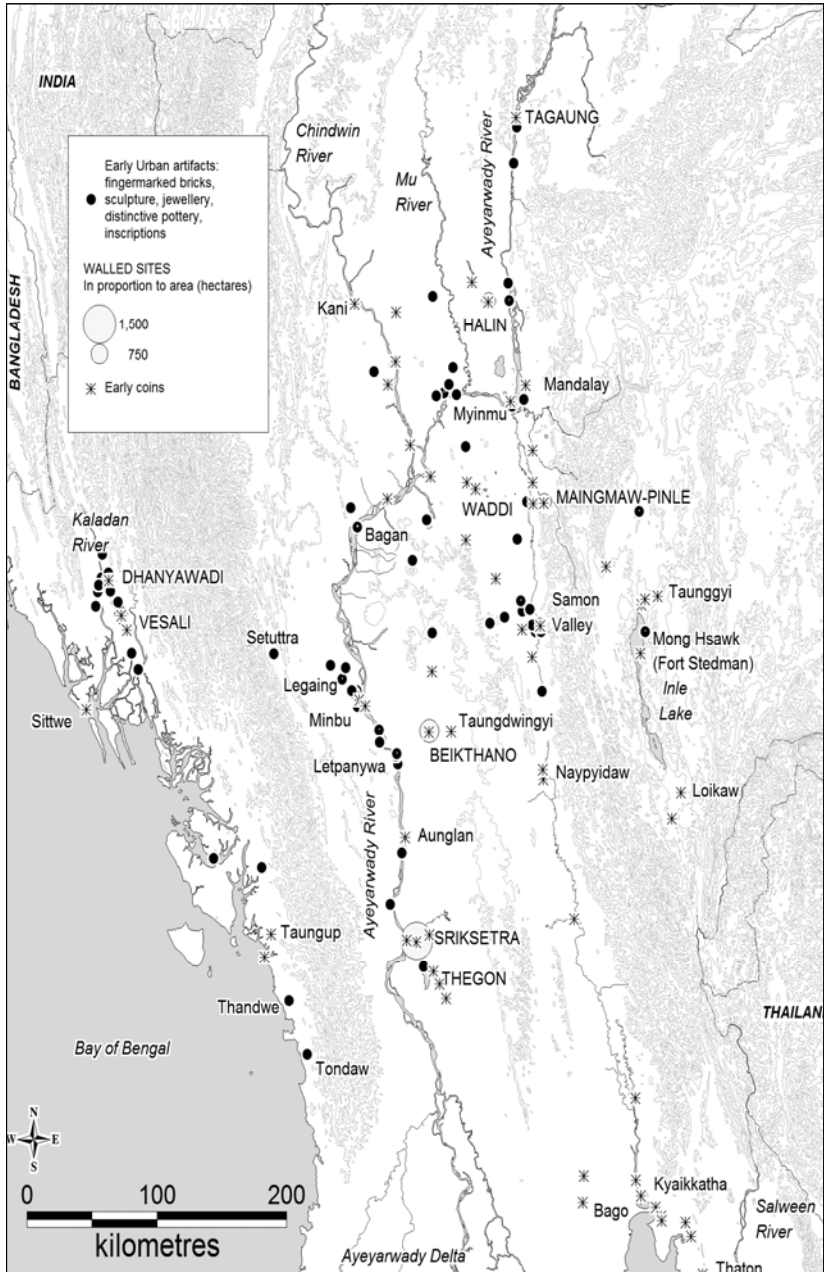 INDIA
Chindwin
River
Mu
River
Ayeyarwady River
TAGAUNG
Early Urban artifacts:
fingermarked bricks,
sculpture, jewellery,
distinctive pottery,
inscriptions
WALLED SITES
In proportion to area (hectares)
1,500
750
Early coins
BANGLADESH
Kani
HALIN
Mandalay
Myinmu
WADDI
MAINGMAW-PINLE
Bagan
Kaladan
River
DHANYAWADI
VESALI
Samon
Valley
Taunggyi
Setuttra
Mong Hsawk
(Fort Stedman)
Inle
Lake
Legaing
Minbu
Sittwe
Taungdwingyi
BEIKTHANO
Letpanywa
Naypyidaw
Loikaw
Ayeyarwady River
Aunglan
Taungup
SRIKSETRA
THEGON
Thandwe
THAILAN
Bay of Bengal
Tondaw
N
W E
S
0 100 200
kilometres
Kyaikkatha
Bago
Salween
River
Ayeyarwady Delta
Thaton